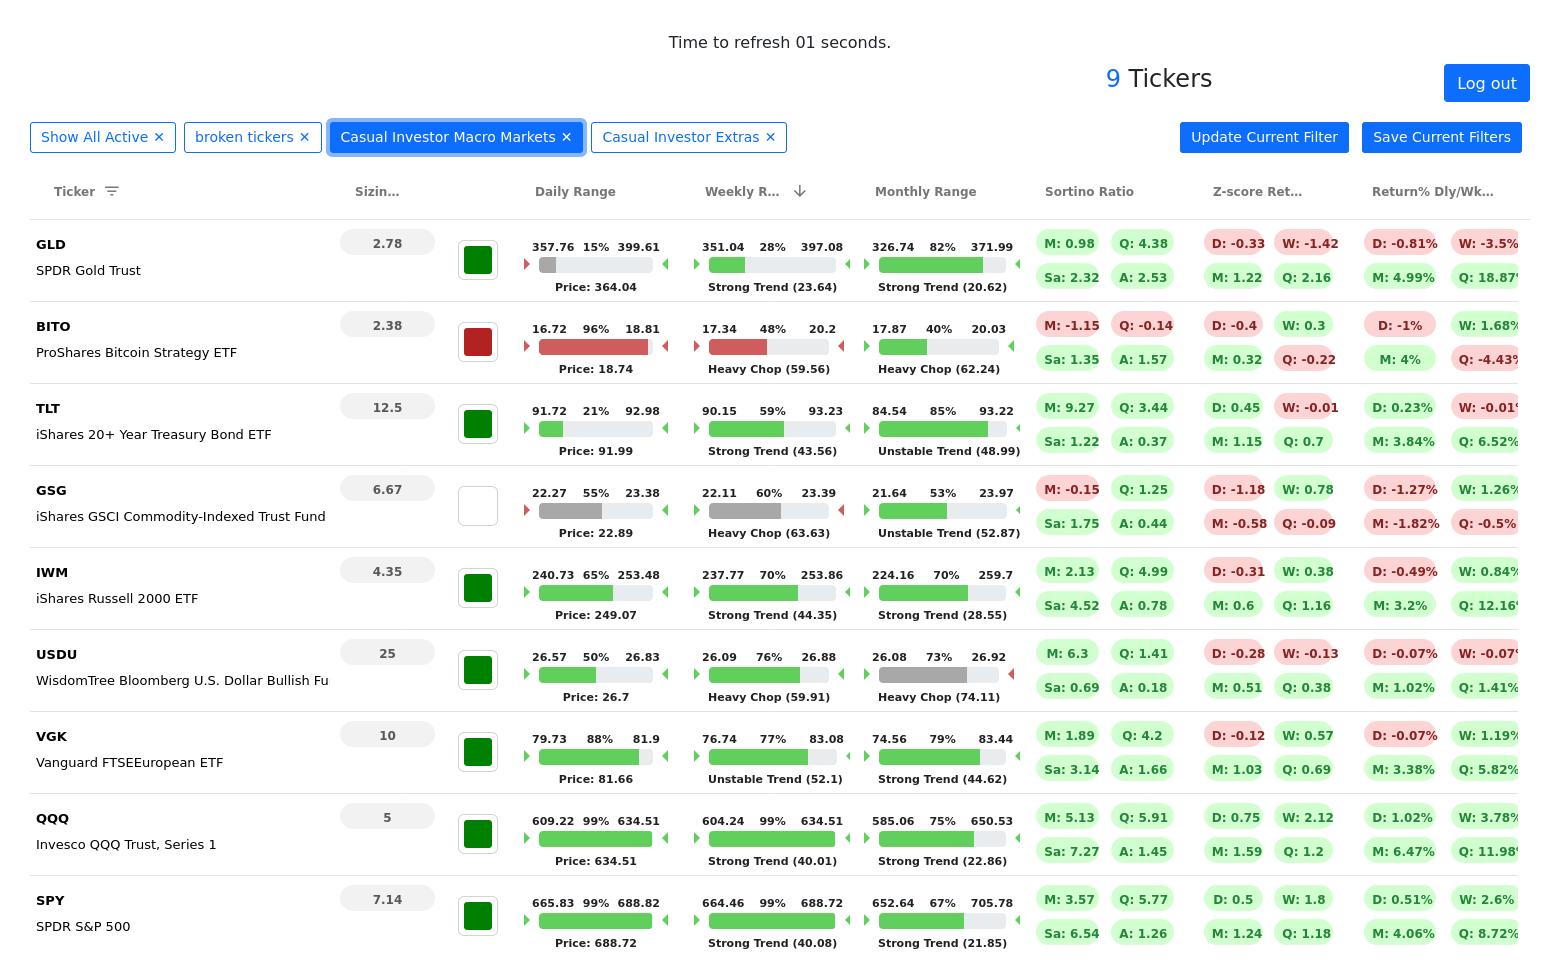 Time to refresh 01 seconds.
9 Tickers
Log out
Show All Active ✕ broken tickers ✕ Casual Investor Macro Markets ✕ Casual Investor Extras ✕ Update Current Filter Save Current Filters
Ticker Sizin… Daily Range Weekly R… Monthly Range Sortino Ratio Z-score Ret… Return% Dly/Wk…
GLD 2.78 357.76 15% 399.61 351.04 28% 397.08 326.74 82% 371.99 M: 0.98 Q: 4.38 D: -0.33 W: -1.42 D: -0.81% W: -3.5%
SPDR Gold Trust Sa: 2.32 A: 2.53 M: 1.22 Q: 2.16 M: 4.99% Q: 18.87%
Price: 364.04 Strong Trend (23.64) Strong Trend (20.62)
BITO 2.38 16.72 96% 18.81 17.34 48% 20.2 17.87 40% 20.03 M: -1.15 Q: -0.14 D: -0.4 W: 0.3 D: -1% W: 1.68%
ProShares Bitcoin Strategy ETF Sa: 1.35 A: 1.57 M: 0.32 Q: -0.22 M: 4% Q: -4.43%
Price: 18.74 Heavy Chop (59.56) Heavy Chop (62.24)
TLT 12.5 91.72 21% 92.98 90.15 59% 93.23 84.54 85% 93.22 M: 9.27 Q: 3.44 D: 0.45 W: -0.01 D: 0.23% W: -0.01%
iShares 20+ Year Treasury Bond ETF Sa: 1.22 A: 0.37 M: 1.15 Q: 0.7 M: 3.84% Q: 6.52%
Price: 91.99 Strong Trend (43.56) Unstable Trend (48.99)
GSG 6.67 22.27 55% 23.38 22.11 60% 23.39 21.64 53% 23.97 M: -0.15 Q: 1.25 D: -1.18 W: 0.78 D: -1.27% W: 1.26%
iShares GSCI Commodity-Indexed Trust Fund Sa: 1.75 A: 0.44 M: -0.58 Q: -0.09 M: -1.82% Q: -0.5%
Price: 22.89 Heavy Chop (63.63) Unstable Trend (52.87)
IWM 4.35 240.73 65% 253.48 237.77 70% 253.86 224.16 70% 259.7 M: 2.13 Q: 4.99 D: -0.31 W: 0.38 D: -0.49% W: 0.84%
iShares Russell 2000 ETF Sa: 4.52 A: 0.78 M: 0.6 Q: 1.16 M: 3.2% Q: 12.16%
Price: 249.07 Strong Trend (44.35) Strong Trend (28.55)
USDU 25 26.57 50% 26.83 26.09 76% 26.88 26.08 73% 26.92 M: 6.3 Q: 1.41 D: -0.28 W: -0.13 D: -0.07% W: -0.07%
WisdomTree Bloomberg U.S. Dollar Bullish Fu Sa: 0.69 A: 0.18 M: 0.51 Q: 0.38 M: 1.02% Q: 1.41%
Price: 26.7 Heavy Chop (59.91) Heavy Chop (74.11)
VGK 10 79.73 88% 81.9 76.74 77% 83.08 74.56 79% 83.44 M: 1.89 Q: 4.2 D: -0.12 W: 0.57 D: -0.07% W: 1.19%
Vanguard FTSEEuropean ETF Sa: 3.14 A: 1.66 M: 1.03 Q: 0.69 M: 3.38% Q: 5.82%
Price: 81.66 Unstable Trend (52.1) Strong Trend (44.62)
QQQ 5 609.22 99% 634.51 604.24 99% 634.51 585.06 75% 650.53 M: 5.13 Q: 5.91 D: 0.75 W: 2.12 D: 1.02% W: 3.78%
Invesco QQQ Trust, Series 1 Sa: 7.27 A: 1.45 M: 1.59 Q: 1.2 M: 6.47% Q: 11.98%
Price: 634.51 Strong Trend (40.01) Strong Trend (22.86)
SPY 7.14 665.83 99% 688.82 664.46 99% 688.72 652.64 67% 705.78 M: 3.57 Q: 5.77 D: 0.5 W: 1.8 D: 0.51% W: 2.6%
SPDR S&P 500 Sa: 6.54 A: 1.26 M: 1.24 Q: 1.18 M: 4.06% Q: 8.72%
Price: 688.72 Strong Trend (40.08) Strong Trend (21.85)